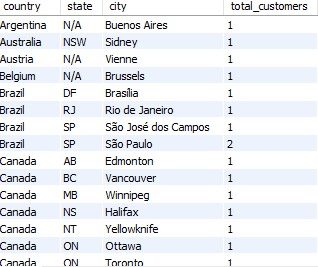 country state city total_customers
Argentina N/A Buenos Aires 1
Australia NSW Sidney 1
Austria N/A Vienne 1
Belgium N/A Brussels 1
Brazil DF Brasília 1
Brazil RJ Rio de Janeiro 1
Brazil SP São José dos Campos 1
Brazil SP São Paulo 2
Canada AB Edmonton 1
Canada BC Vancouver 1
Canada MB Winnipeg 1
Canada NS Halifax 1
Canada NT Yellowknife 1
Canada ON Ottawa 1
Canada ON Toronto 1